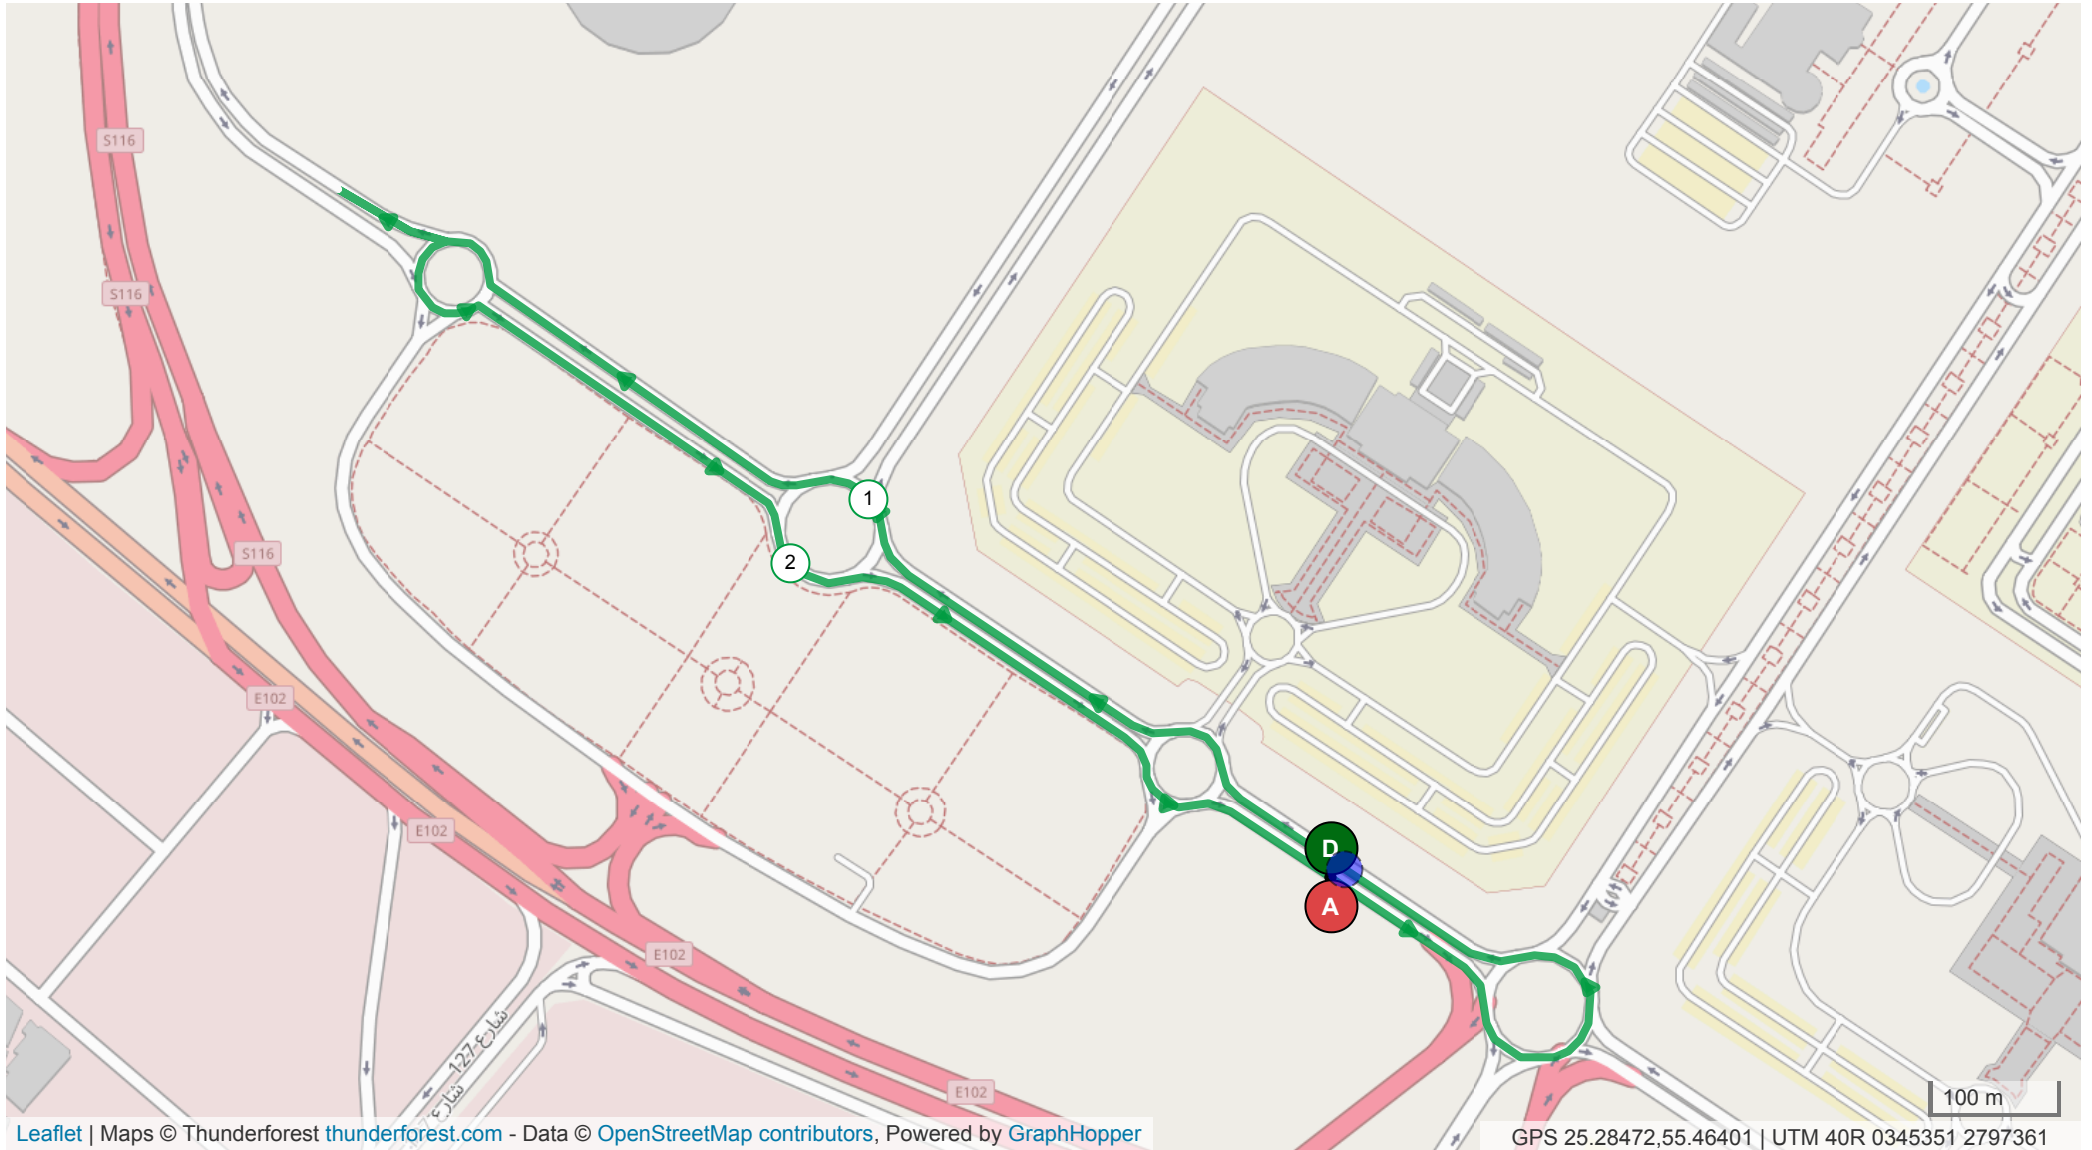 S116
S116
1
S116
2
E102
E102
D
A
E102
شارع-127
E102
100 m
Leaflet | Maps © Thunderforest thunderforest.com - Data © OpenStreetMap contributors, Powered by GraphHopper
GPS 25.28472,55.46401 | UTM 40R 0345351 2797361